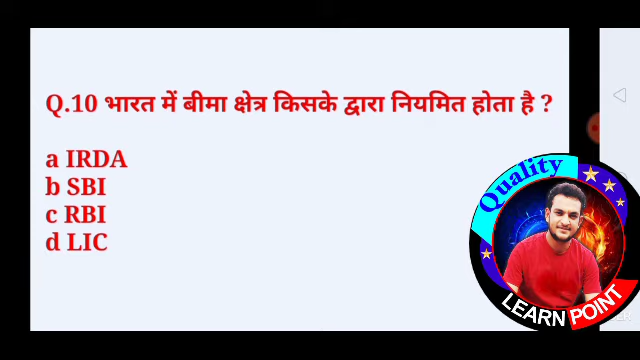 Q.10 भारत में बीमा क्षेत्र किसके द्वारा नियमित होता है ?
a IRDA
b SBI
c RBI
d LIC
Quality
LEARN POINT